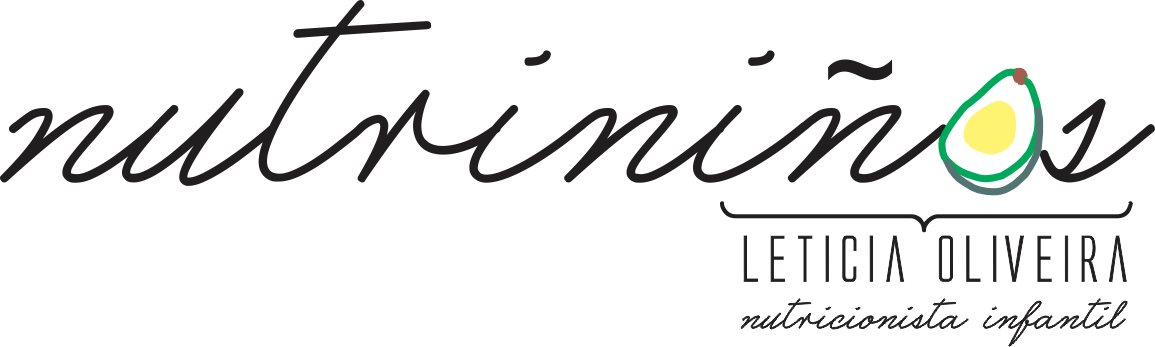 nutriniños
LETICIA OLIVEIRA
nutricionista infantil